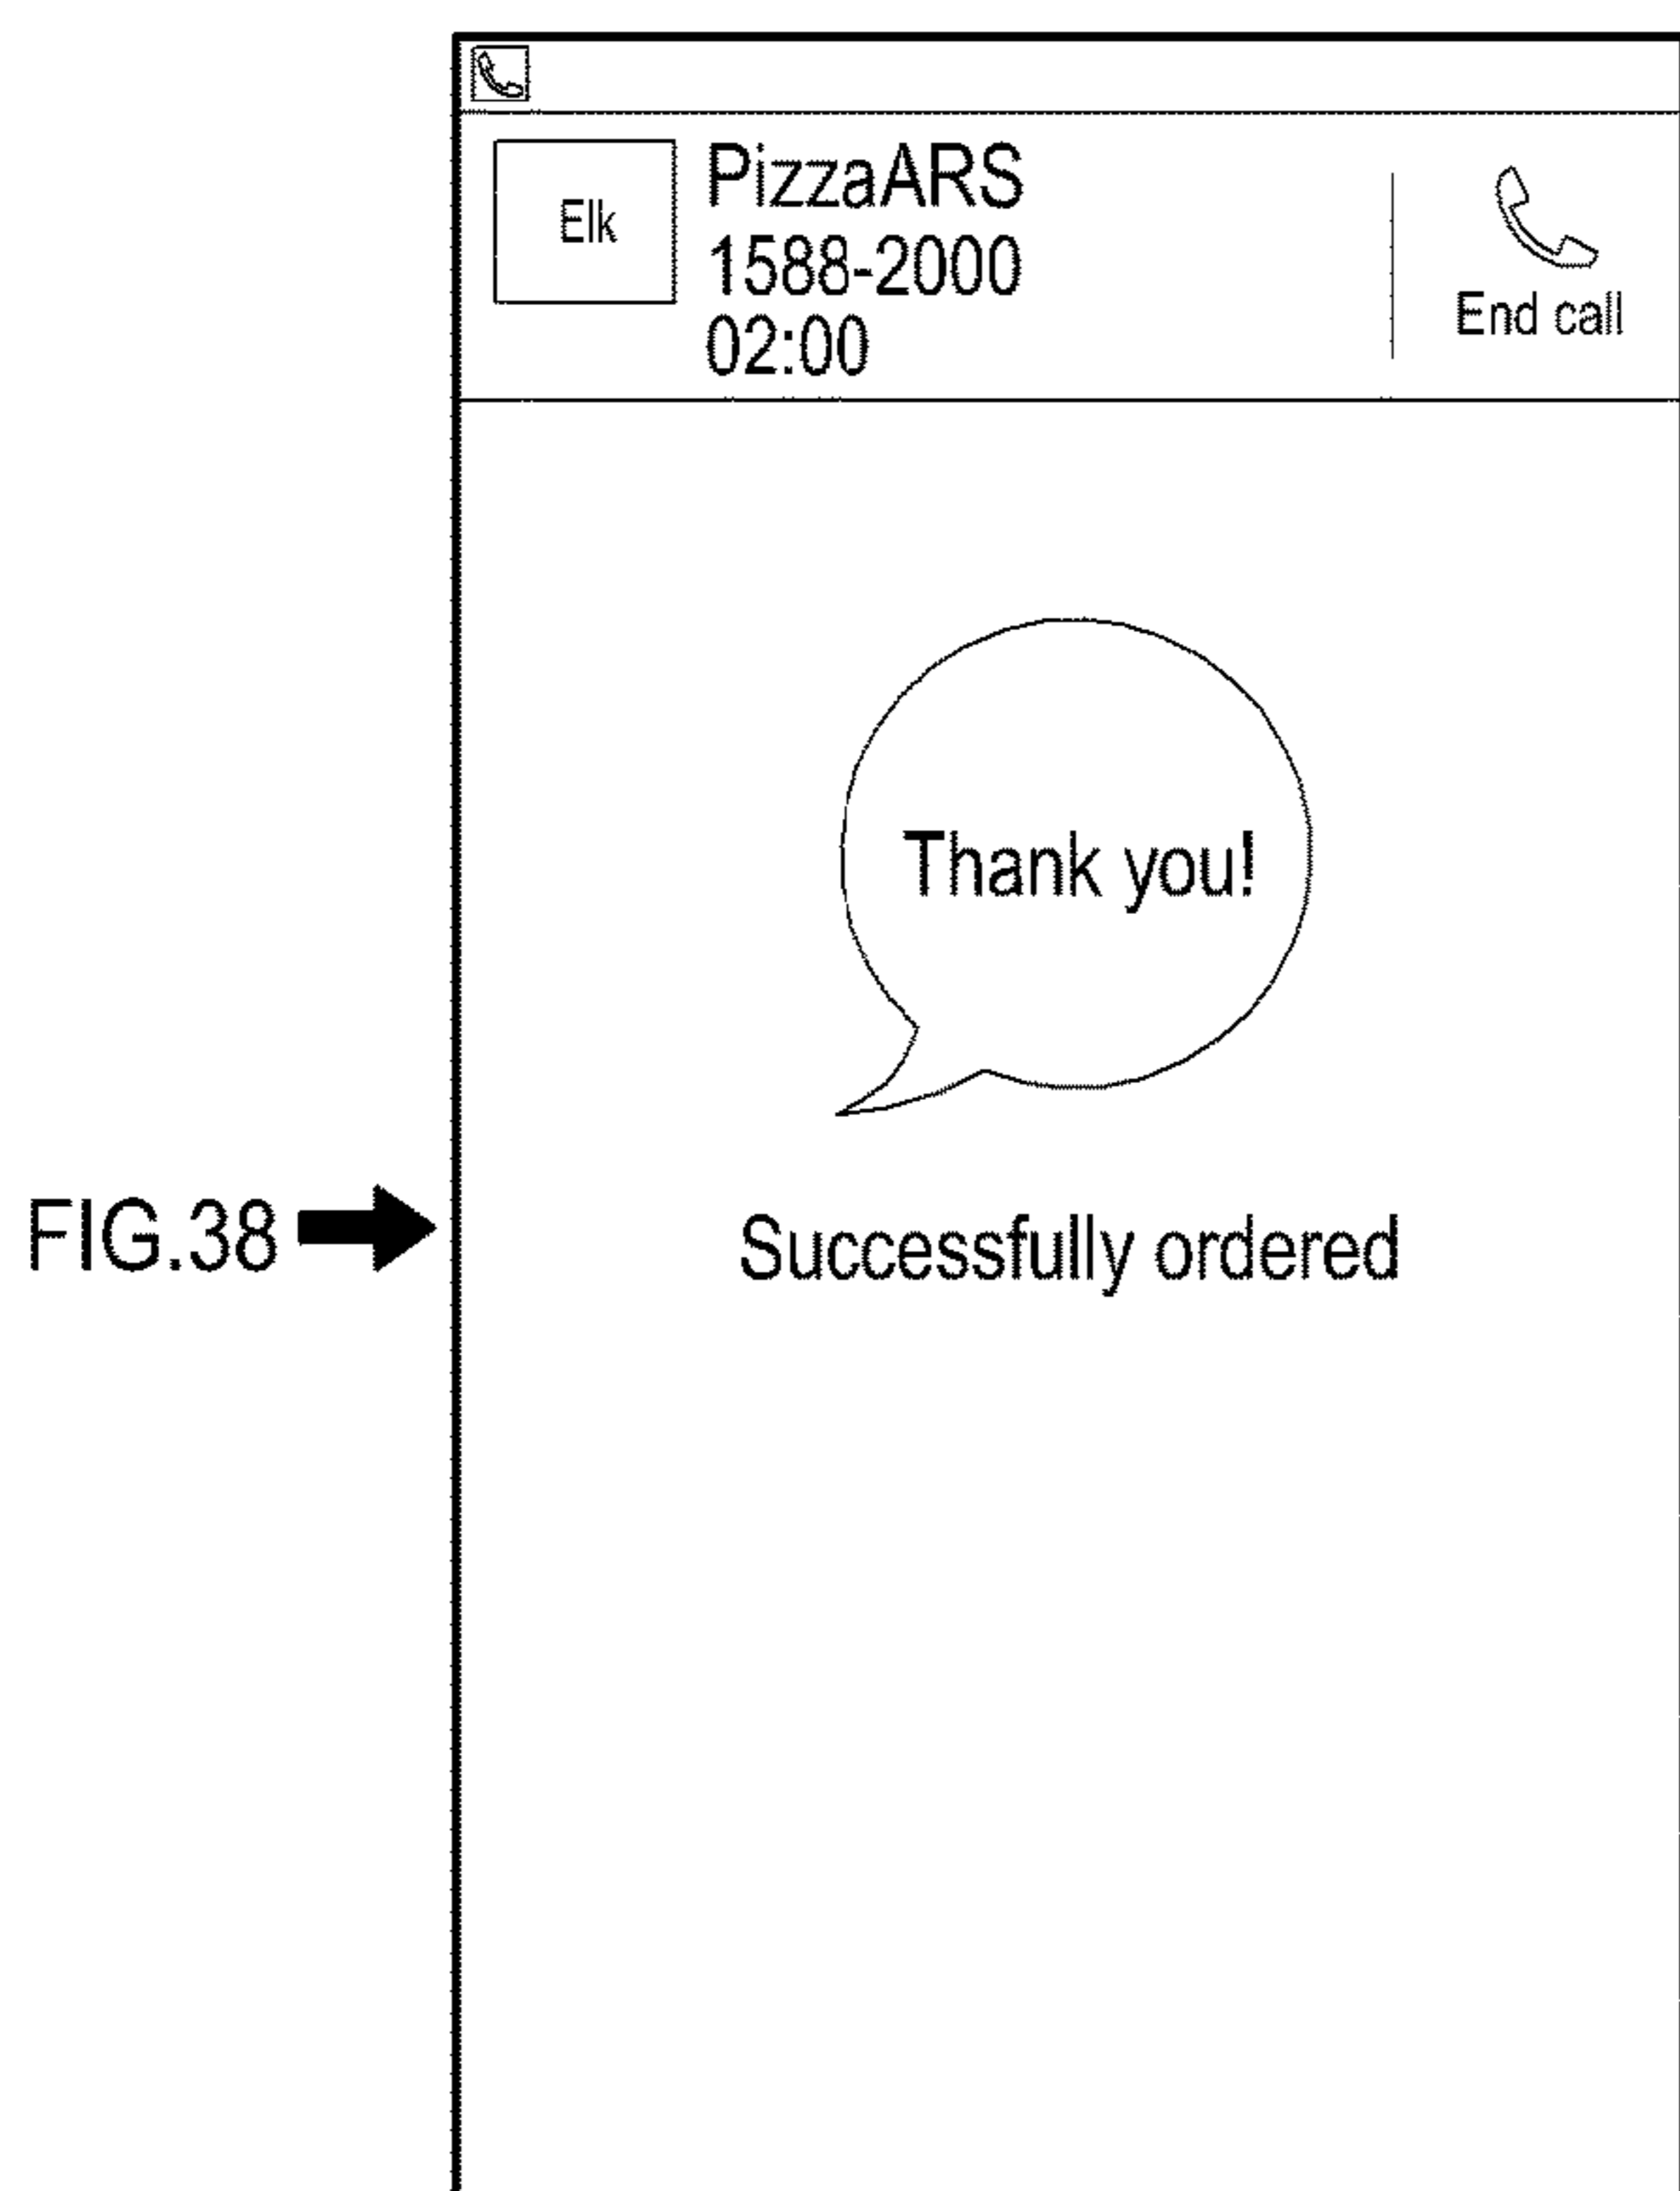 Elk
PizzaARS
1588-2000
02:00
End call
Thank you!
FIG.38
Successfully ordered